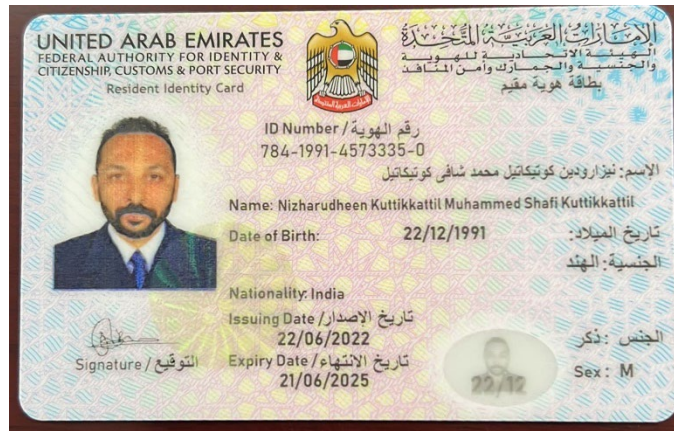 UNITED ARAB EMIRATES
FEDERAL AUTHORITY FOR IDENTITY &
CITIZENSHIP, CUSTOMS & PORT SECURITY
Resident Identity Card
الإمارات العربية المتحدة
الهيئة الاتحادية للهوية
والجنسية والجمارك وأمن المنافذ
بطاقة هوية مقيم
ID Number / رقم الهوية
784-1991-4573335-0
الإسم: نيزارودين كوتيكاتيل محمد شافى كوتيكاتيل
Name: Nizharudheen Kuttikkattil Muhammed Shafi Kuttikkattil
Date of Birth: 22/12/1991 تاريخ الميلاد:
الجنسية: الهند
Nationality: India
Issuing Date / تاريخ الاصدار
22/06/2022
Expiry Date / تاريخ الانتهاء
21/06/2025
Signature / التوقيع
الجنس : ذكر
Sex: M
22/12